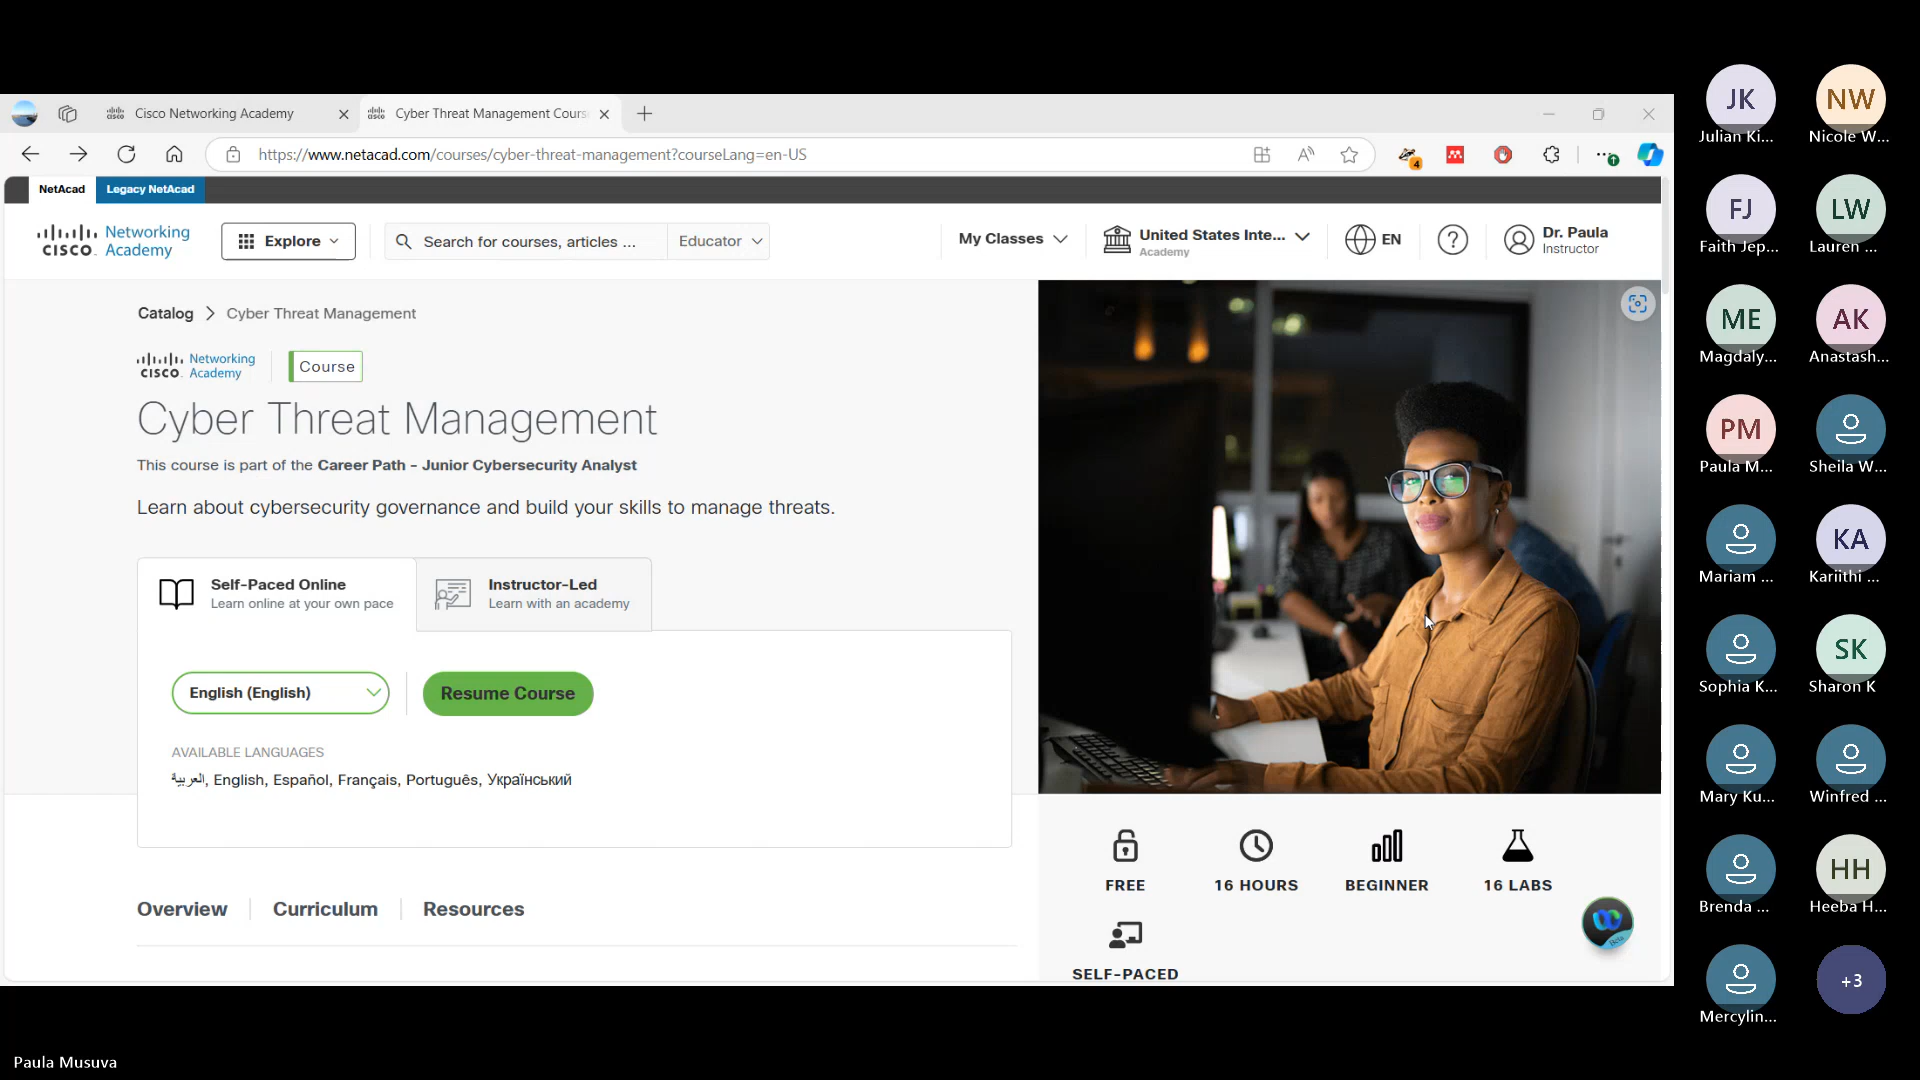 Cisco Networking Academy
Cyber Threat Management Cours
https://www.netacad.com/courses/cyber-threat-management?courseLang=en-US
4
NetAcad
Legacy NetAcad
CISCO Networking Academy
Explore
Search for courses, articles ...
Educator
My Classes
United States Inte...
Academy
EN
?
Dr. Paula
Instructor
Catalog > Cyber Threat Management
CISCO Networking Academy
Course
Cyber Threat Management
This course is part of the Career Path - Junior Cybersecurity Analyst
Learn about cybersecurity governance and build your skills to manage threats.
Self-Paced Online
Learn online at your own pace
Instructor-Led
Learn with an academy
English (English)
Resume Course
AVAILABLE LANGUAGES
العربية, English, Español, Français, Português, Український
Overview
Curriculum
Resources
FREE
16 HOURS
BEGINNER
16 LABS
SELF-PACED
Beta
JK
Julian Ki...
NW
Nicole W...
FJ
Faith Jep...
LW
Lauren ...
ME
Magdaly...
AK
Anastash...
PM
Paula M...
Sheila W...
Mariam ...
KA
Kariithi ...
Sophia K...
SK
Sharon K
Mary Ku...
Winfred ...
Brenda ...
HH
Heeba H...
Mercylin...
+3
Paula Musuva